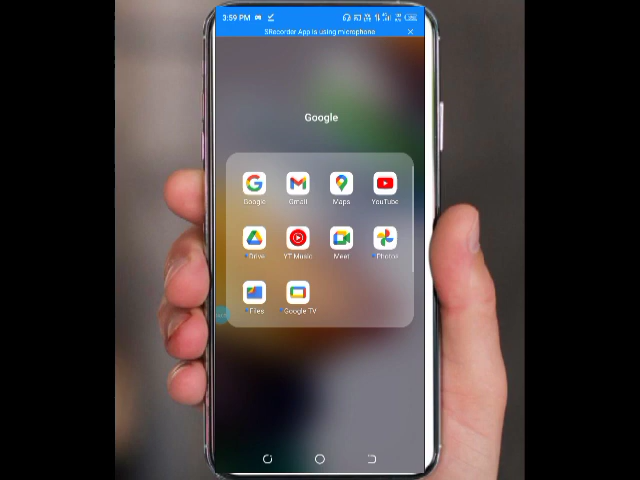 3:59 PM
SRecorder App is using microphone
Google
Google Gmail Maps YouTube
Drive YT Music Meet Photos
Files Google TV